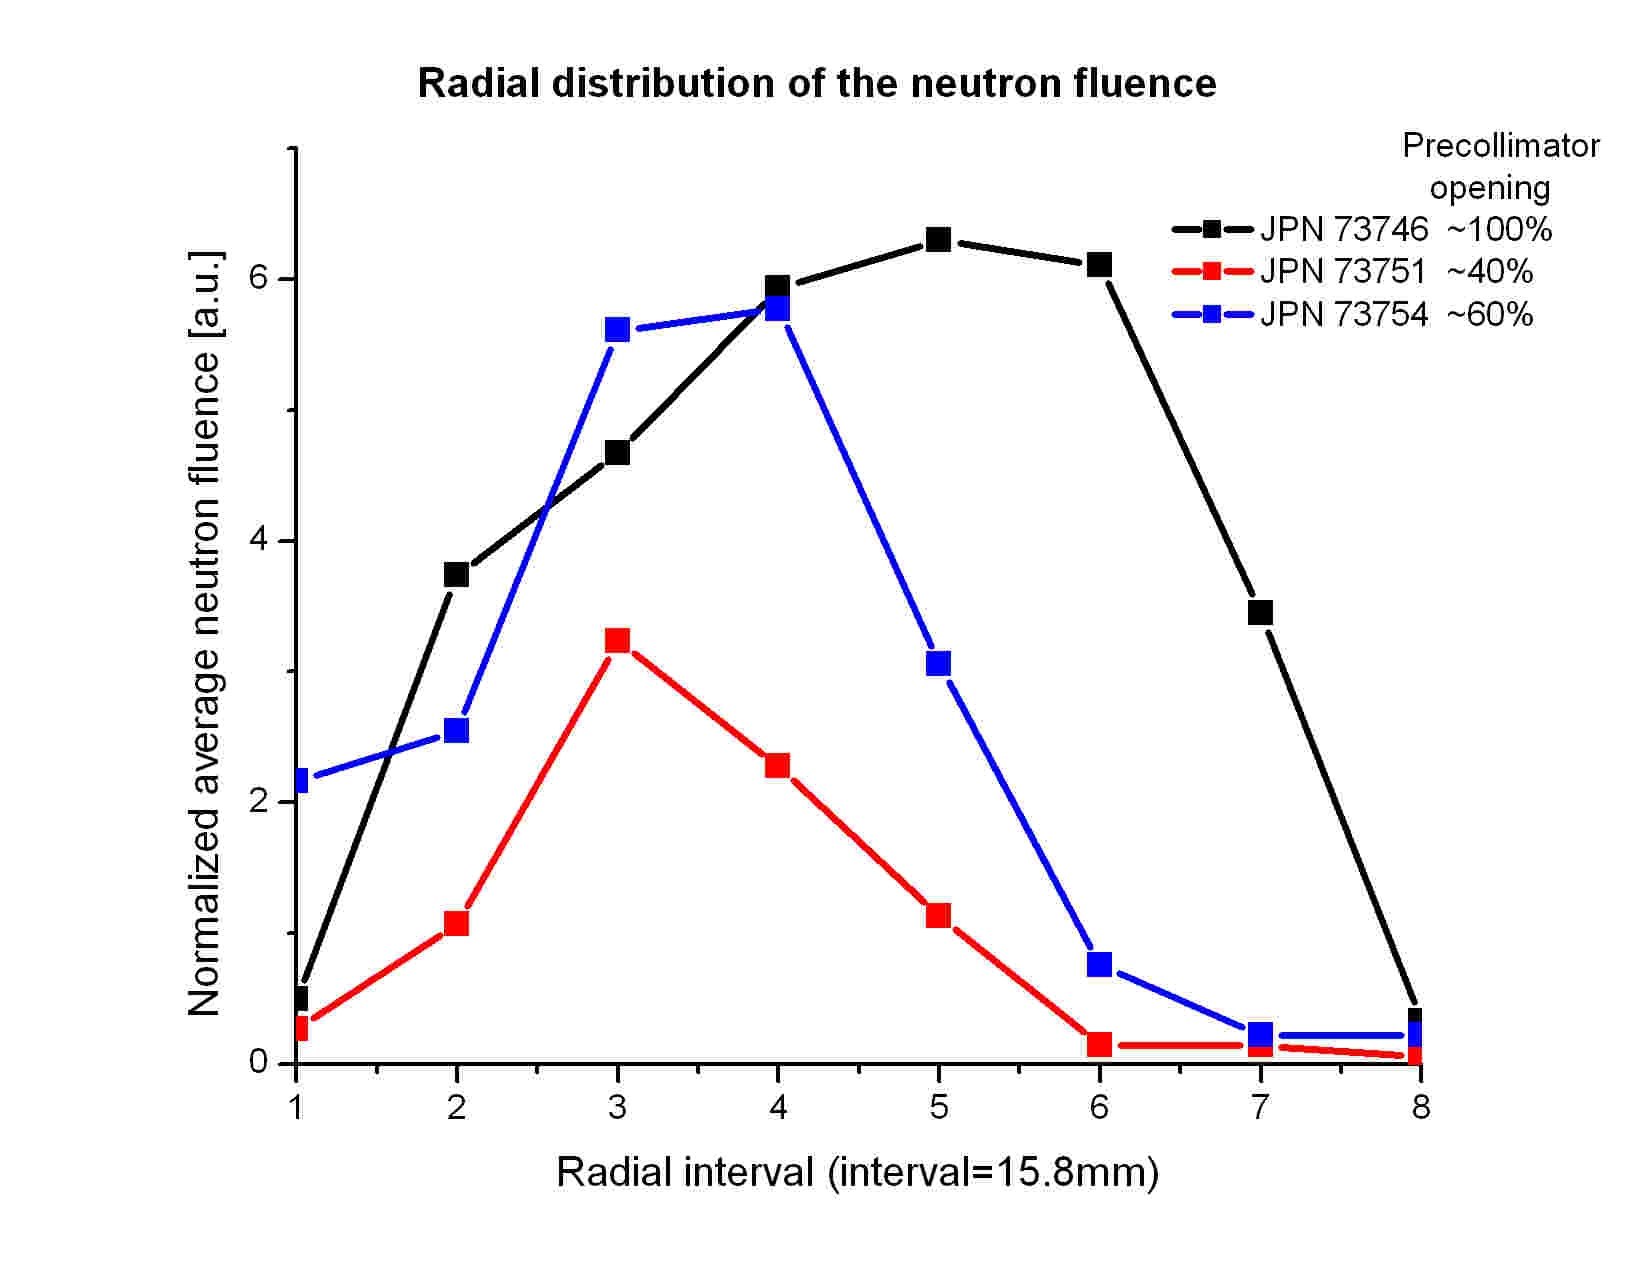 Radial distribution of the neutron fluence
Precollimator
opening
JPN 73746 ~100%
JPN 73751 ~40%
JPN 73754 ~60%
Normalized average neutron fluence [a.u.]
6
4
2
0
1 2 3 4 5 6 7 8
Radial interval (interval=15.8mm)